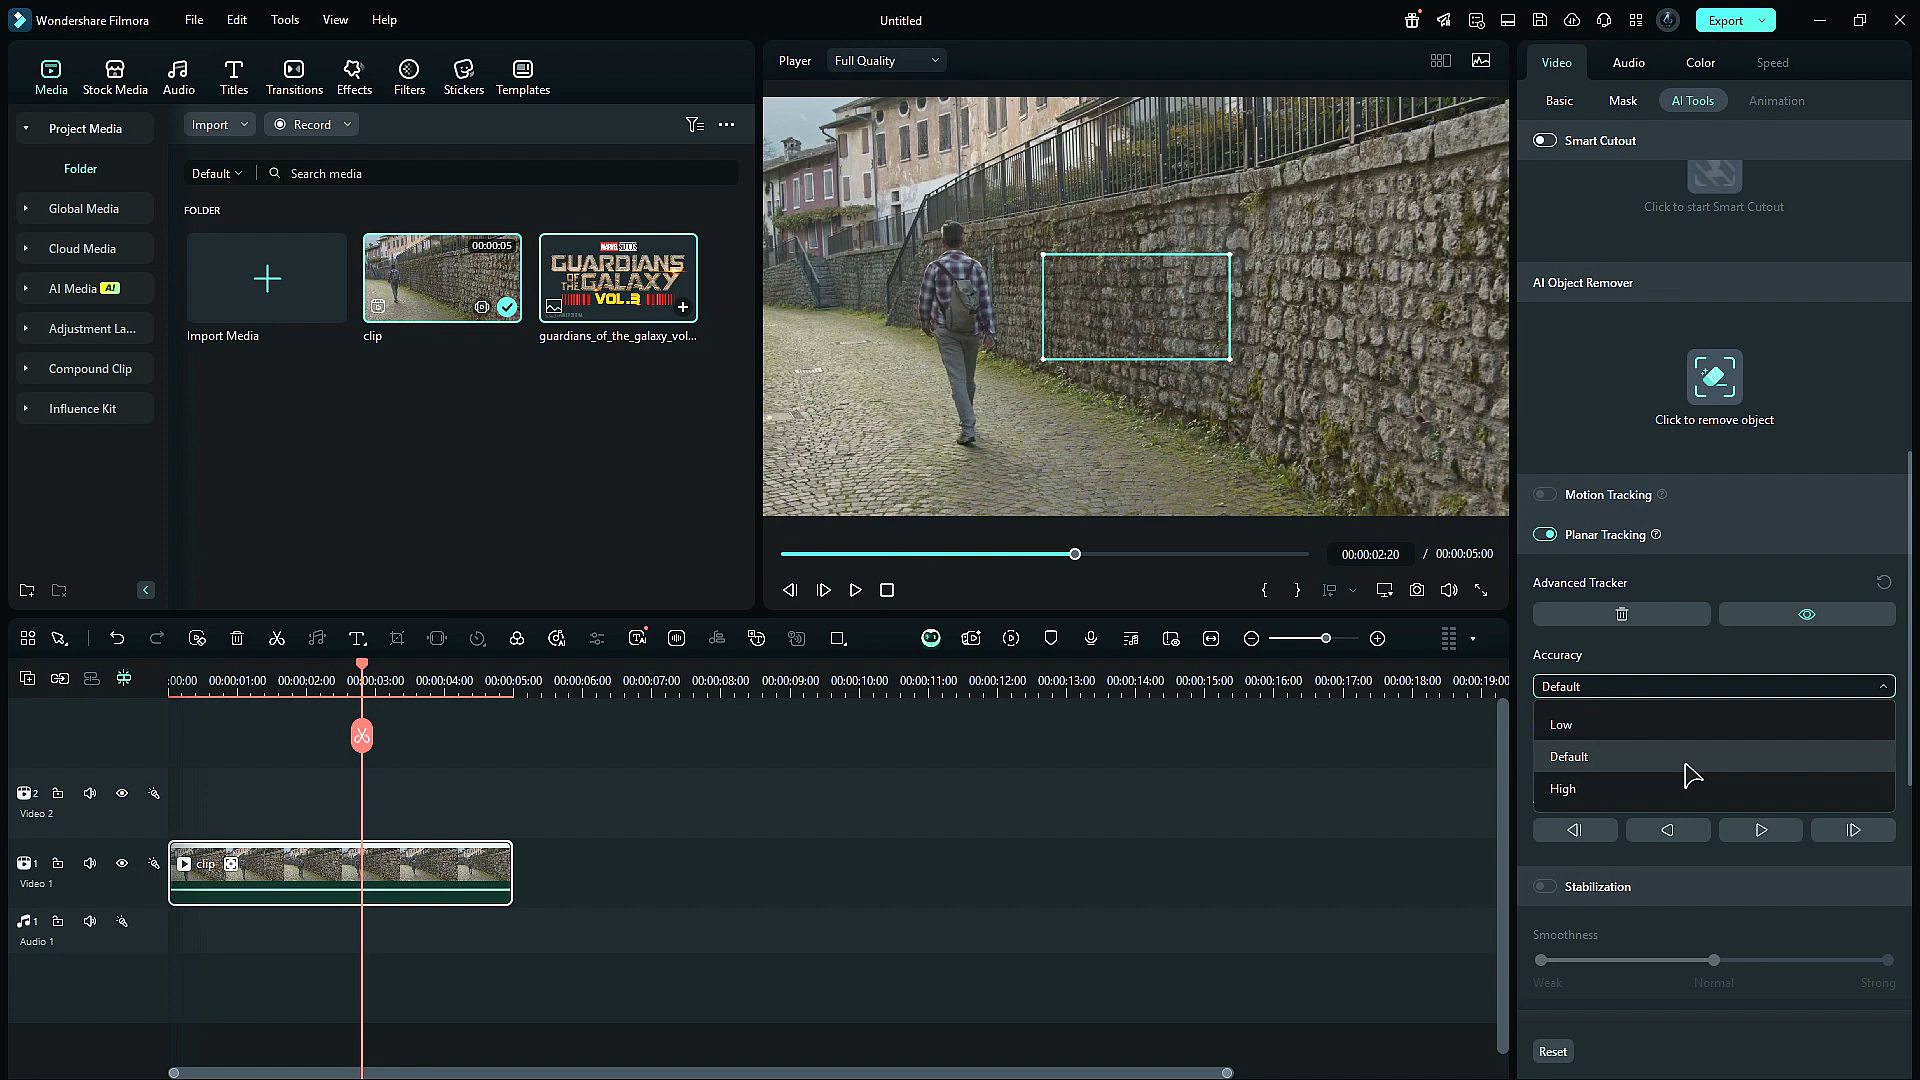 Wondershare Filmora File Edit Tools View Help Untitled Export
Media Stock Media Audio Titles Transitions Effects Filters Stickers Templates
Project Media
Folder
Global Media
Cloud Media
AI Media AI
Adjustment La...
Compound Clip
Influence Kit
Import Record
Default Search media
FOLDER
Import Media
00:00:05
clip
MARVEL STUDIOS
GUARDIANS
OF THE GALAXY
VOL.3
guardians_of_the_galaxy_vol...
Player Full Quality
00:00:02:20 / 00:00:05:00
Video Audio Color Speed
Basic Mask AI Tools Animation
Smart Cutout
Click to start Smart Cutout
AI Object Remover
Click to remove object
Motion Tracking
Planar Tracking
Advanced Tracker
Accuracy
Default
Low
Default
High
Stabilization
Smoothness
Weak Normal Strong
Reset
:00:00 00:00:01:00 00:00:02:00 00:00:03:00 00:00:04:00 00:00:05:00 00:00:06:00 00:00:07:00 00:00:08:00 00:00:09:00 00:00:10:00 00:00:11:00 00:00:12:00 00:00:13:00 00:00:14:00 00:00:15:00 00:00:16:00 00:00:17:00 00:00:18:00 00:00:19:0
2
Video 2
1
Video 1
clip
1
Audio 1